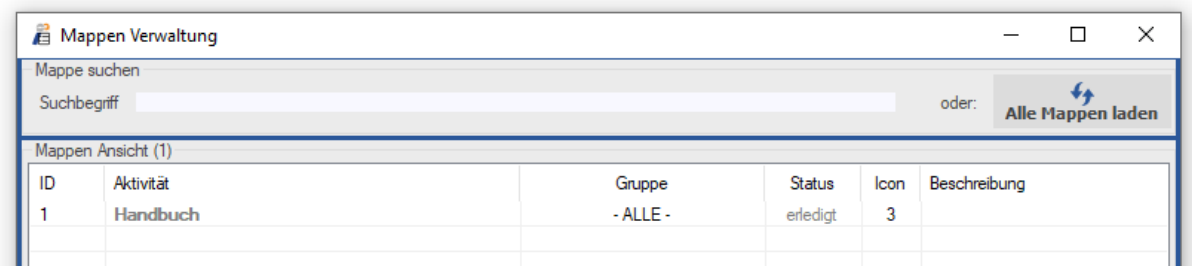 Mappen Verwaltung
Mappe suchen
Suchbegriff oder: Alle Mappen laden
Mappen Ansicht (1)
ID Aktivität Gruppe Status Icon Beschreibung
1 Handbuch - ALLE - erledigt 3